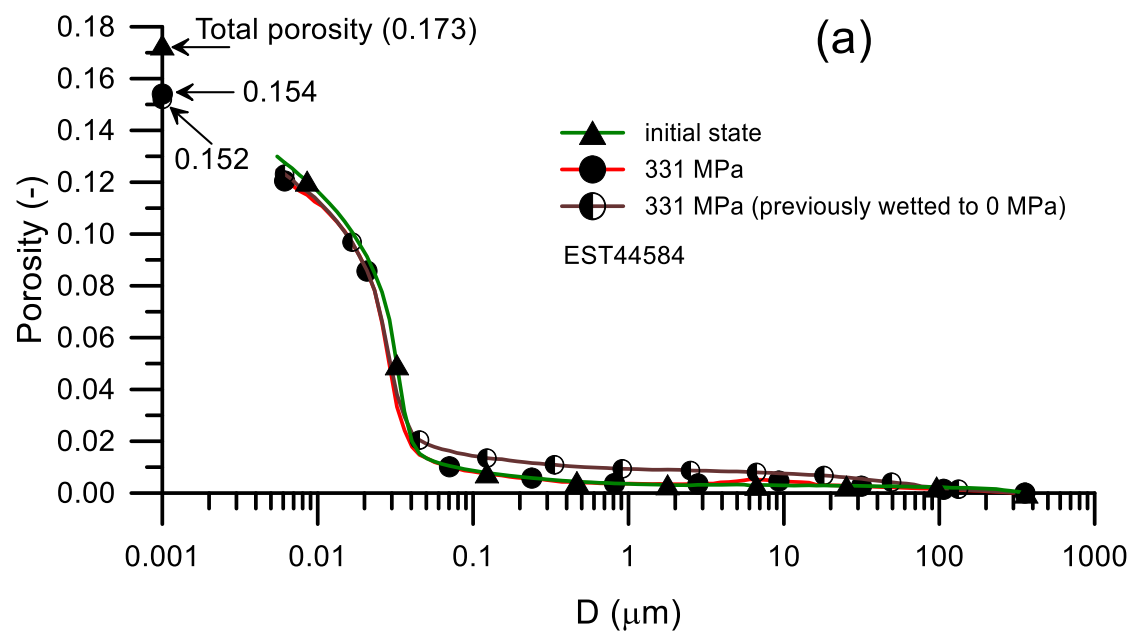 0.18
Total porosity (0.173)
(a)
0.16
0.154
0.14
initial state
0.152
331 MPa
0.12
331 MPa (previously wetted to 0 MPa)
0.10
EST44584
0.08
Porosity (-)
0.06
0.04
0.02
0.00
0.001 0.01 0.1 1 10 100 1000
D (μm)